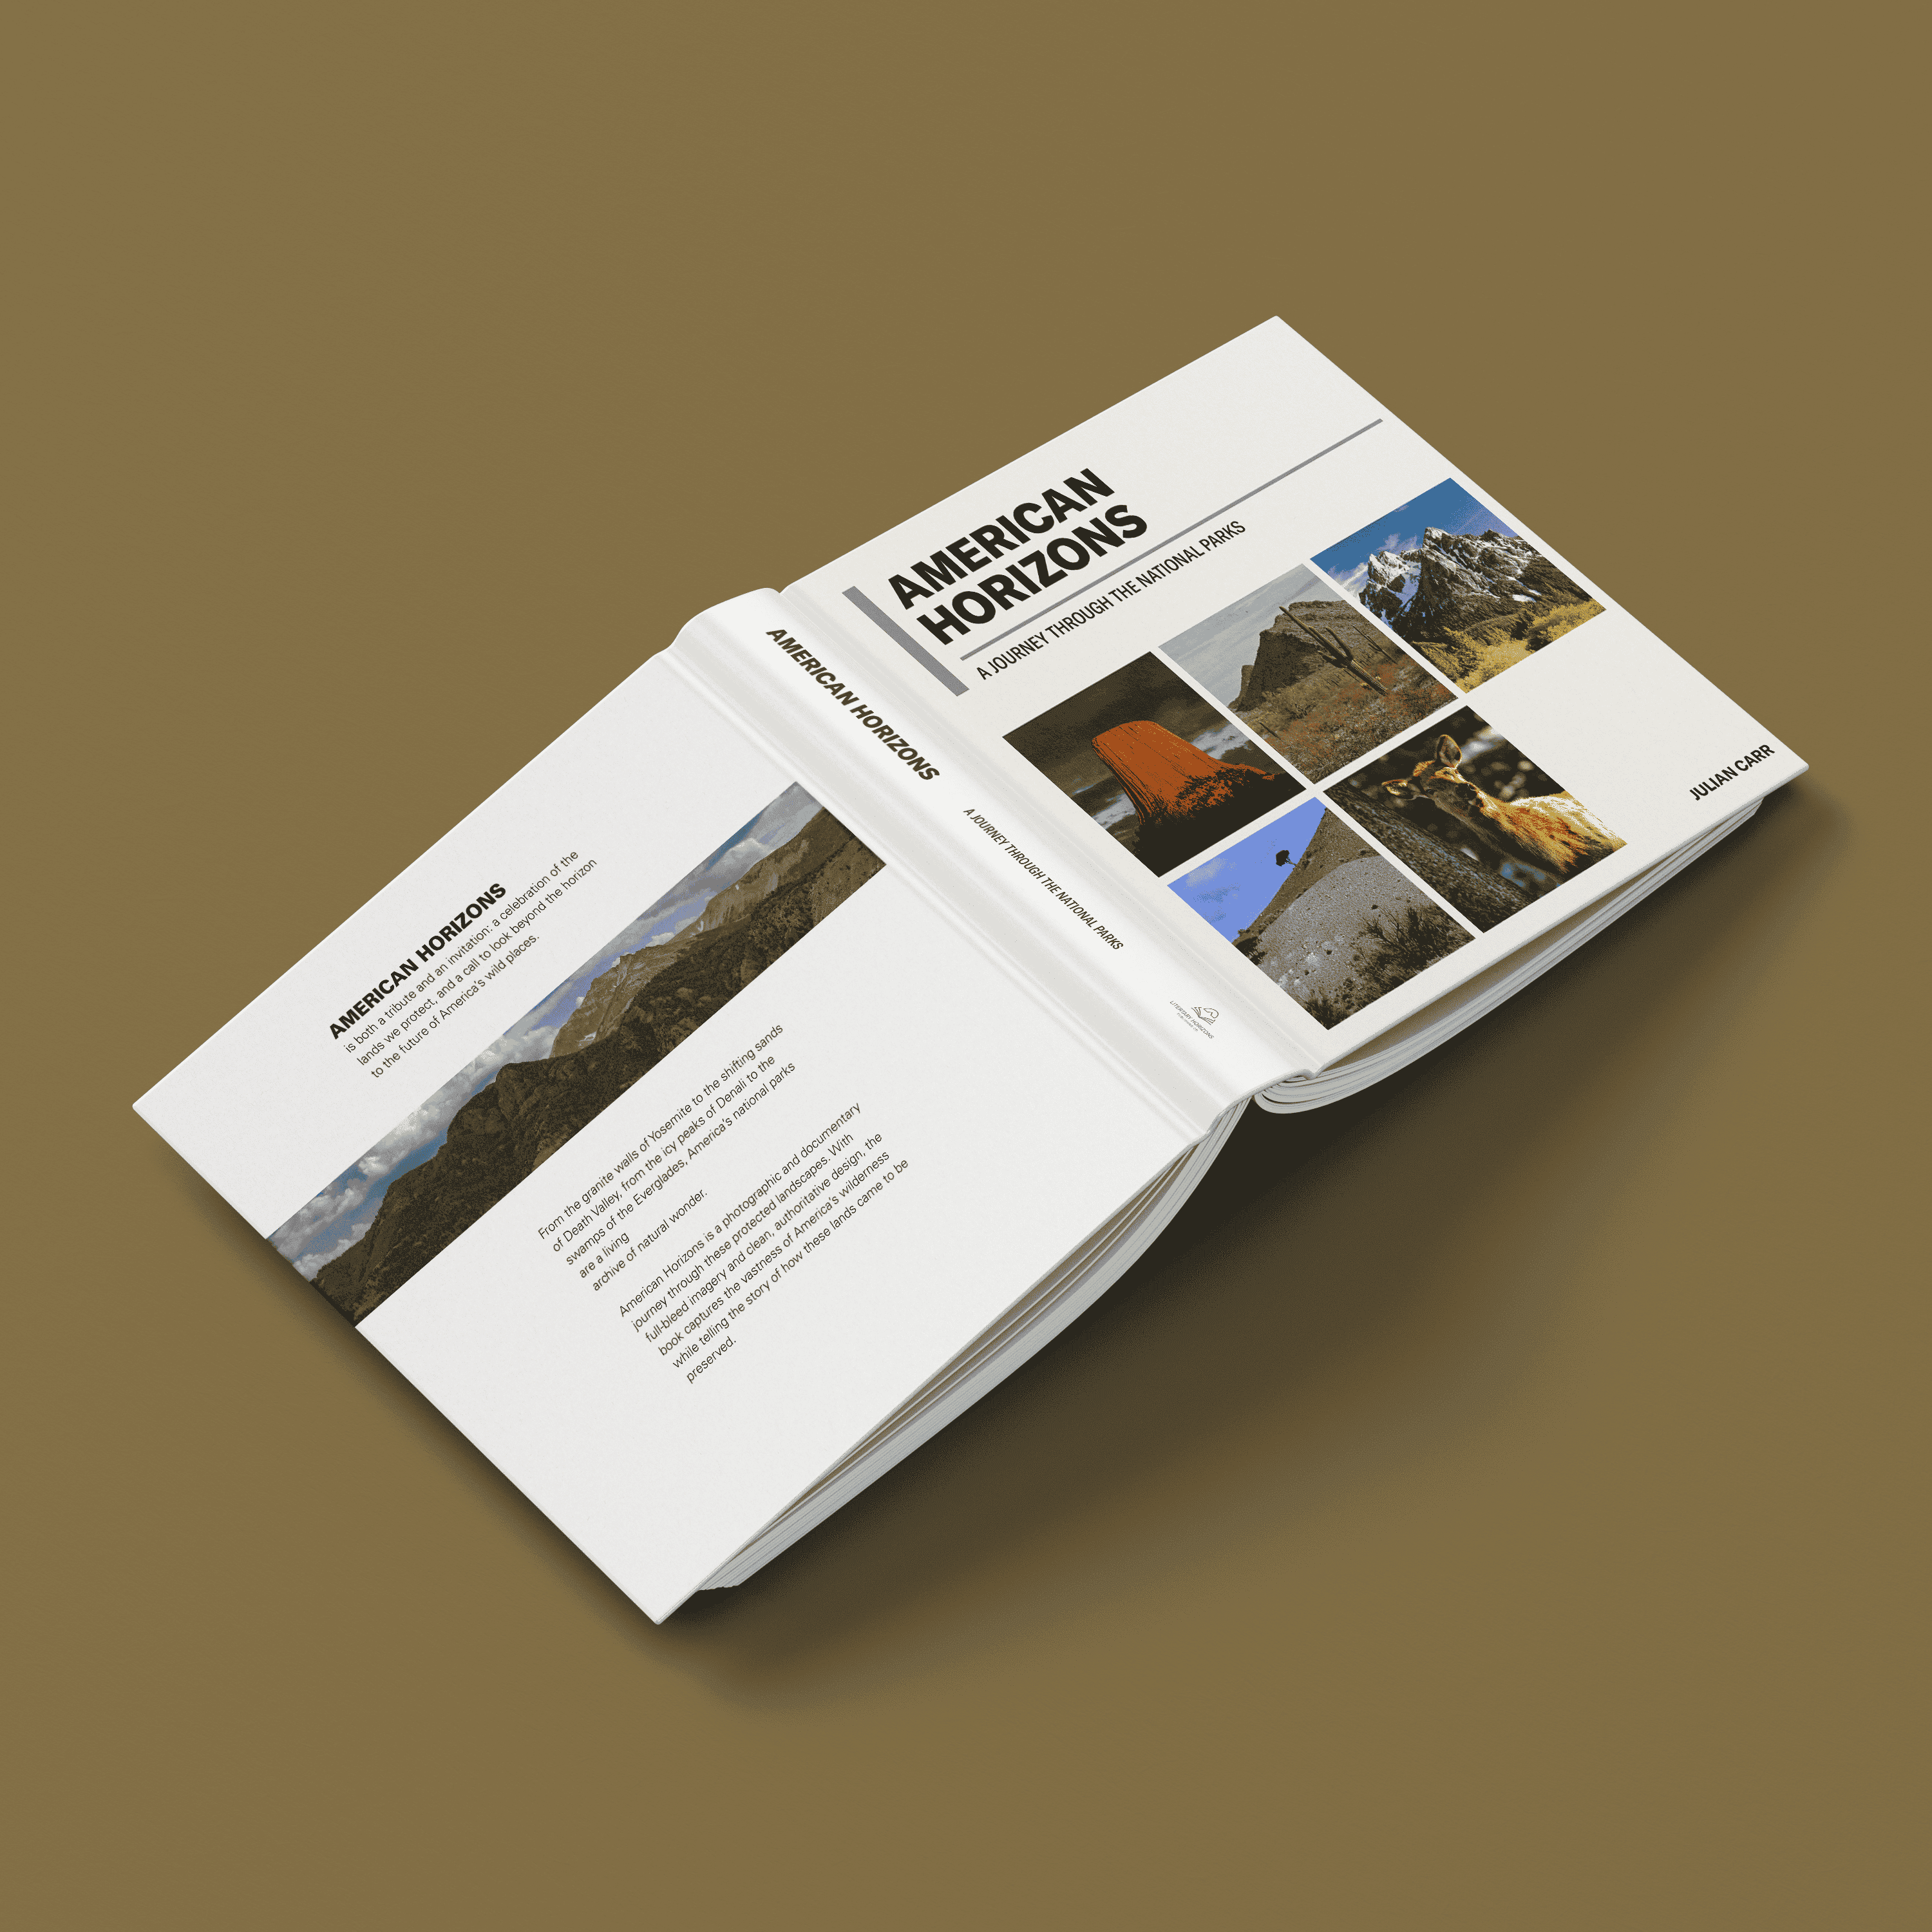 AMERICAN
HORIZONS
A JOURNEY THROUGH THE NATIONAL PARKS
JULIAN CARR
AMERICAN HORIZONS
A JOURNEY THROUGH THE NATIONAL PARKS
LITERARY HORIZONS
AMERICAN HORIZONS
is both a tribute and an invitation: a celebration of the
lands we protect, and a call to look beyond the horizon
to the future of America's wild places.
From the granite walls of Yosemite to the shifting sands
of Death Valley, from the icy peaks of Denali to the
swamps of the Everglades, America's national parks
are a living
archive of natural wonder.
American Horizons is a photographic and documentary
journey through these protected landscapes. With
full-bleed imagery and clean, authoritative design, the
book captures the vastness of America's wilderness
while telling the story of how these lands came to be
preserved.